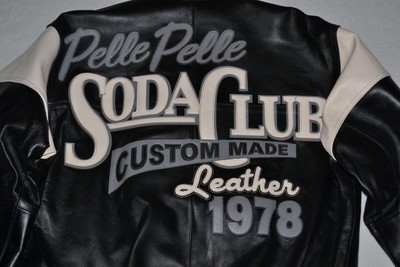 Pelle Pelle
SODA CLUB
CUSTOM MADE
Leather
1978